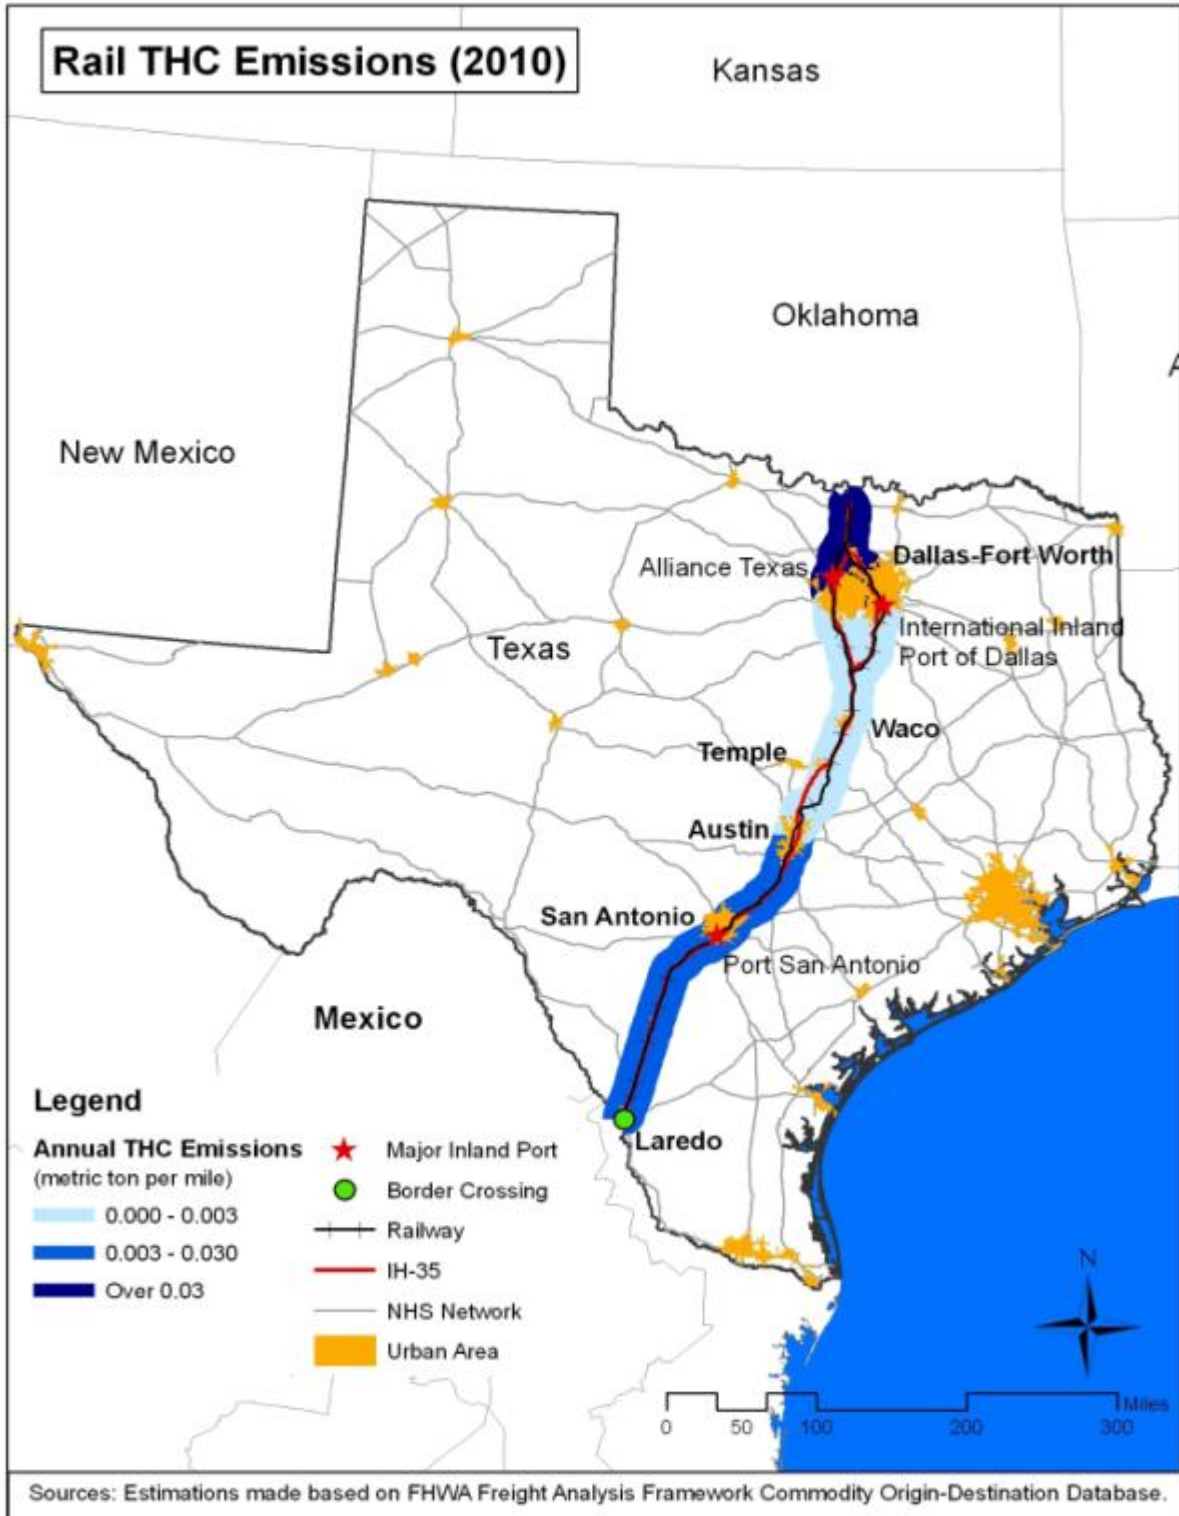 Rail THC Emissions (2010)
Kansas
Oklahoma
A
New Mexico
Alliance Texas
Dallas-Fort Worth
Texas
International Inland
Port of Dallas
Waco
Temple
Austin
San Antonio
Port San Antonio
Mexico
Laredo
Legend
Annual THC Emissions
(metric ton per mile)
0.000 - 0.003
0.003 - 0.030
Over 0.03
Major Inland Port
Border Crossing
Railway
IH-35
NHS Network
Urban Area
N
Miles
0 50 100 200 300
Sources: Estimations made based on FHWA Freight Analysis Framework Commodity Origin-Destination Database.